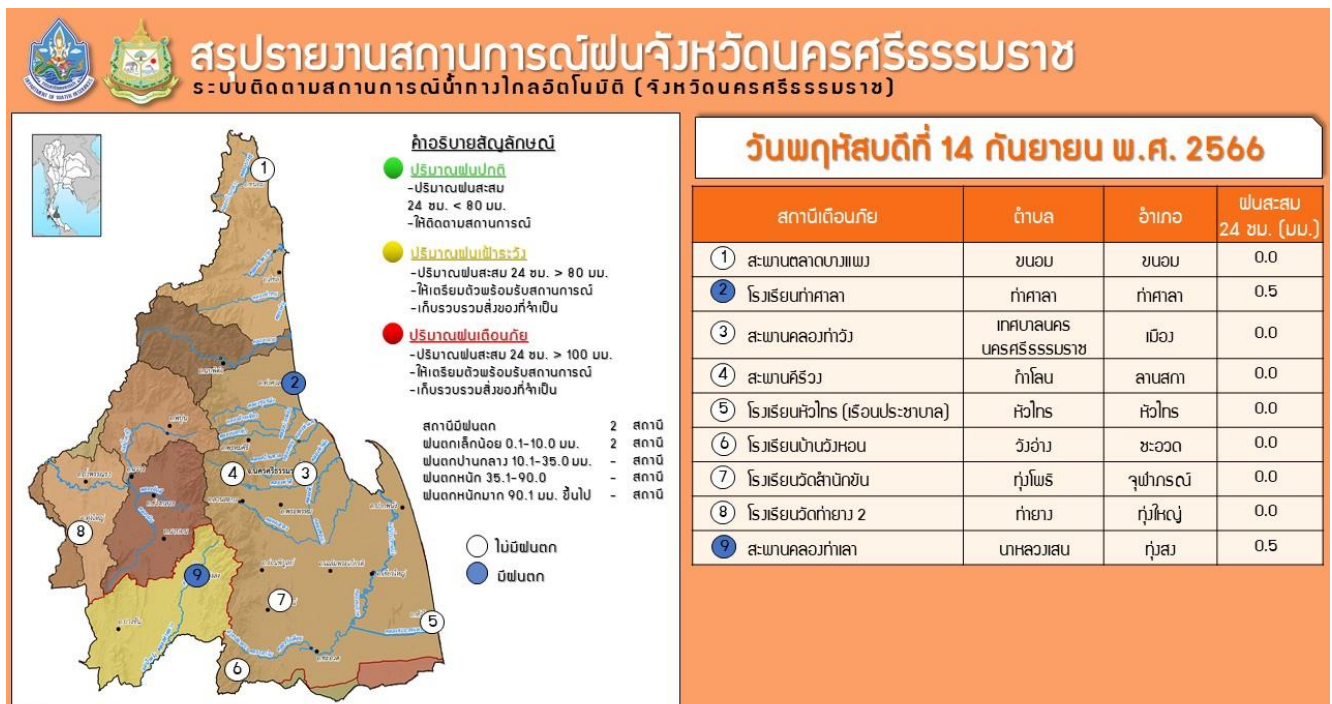 สรุปรายงานสถานการณ์ฝนจังหวัดนครศรีธรรมราช
ระบบติดตามสถานการณ์น้ำทางไกลอัตโนมัติ (จังหวัดนครศรีธรรมราช)
คำอธิบายสัญลักษณ์
ปริมาณฝนปกติ
-ปริมาณฝนสะสม
24 ชม. < 80 มม.
-ให้ติดตามสถานการณ์
ปริมาณฝนเฝ้าระวัง
-ปริมาณฝนสะสม 24 ชม. > 80 มม.
-ให้เตรียมตัวพร้อมรับสถานการณ์
-เก็บรวบรวมสิ่งของที่จำเป็น
ปริมาณฝนเตือนภัย
-ปริมาณฝนสะสม 24 ชม. > 100 มม.
-ให้เตรียมตัวพร้อมรับสถานการณ์
-เก็บรวบรวมสิ่งของที่จำเป็น
สถานีมีฝนตก 2 สถานี
ฝนตกเล็กน้อย 0.1-10.0 มม. 2 สถานี
ฝนตกปานกลาง 10.1-35.0 มม. - สถานี
ฝนตกหนัก 35.1-90.0 - สถานี
ฝนตกหนักมาก 90.1 มม. ขึ้นไป - สถานี
ไม่มีฝนตก
มีฝนตก
1
2
4
3
8
9
7
5
6
วันพฤหัสบดีที่ 14 กันยายน พ.ศ. 2566
สถานีเตือนภัย ตำบล อำเภอ ฝนสะสม
24 ชม. (มม.)
1 สะพานตลาดบางแพง ขนอม ขนอม 0.0
2 โรงเรียนท่าศาลา ท่าศาลา ท่าศาลา 0.5
3 สะพานคลองท่าวัง เทศบาลนคร
นครศรีธรรมราช เมือง 0.0
4 สะพานคีรีวง กำโลน ลานสกา 0.0
5 โรงเรียนหัวไทร (เรือนประชาบาล) หัวไทร หัวไทร 0.0
6 โรงเรียนบ้านวังหอน วังอ่าง ชะอวด 0.0
7 โรงเรียนวัดสำนักขัน ทุ่งโพธิ จุฬาภรณ์ 0.0
8 โรงเรียนวัดท่ายาง 2 ท่ายาง ทุ่งใหญ่ 0.0
9 สะพานคลองท่าเลา นาหลวงเสน ทุ่งสง 0.5